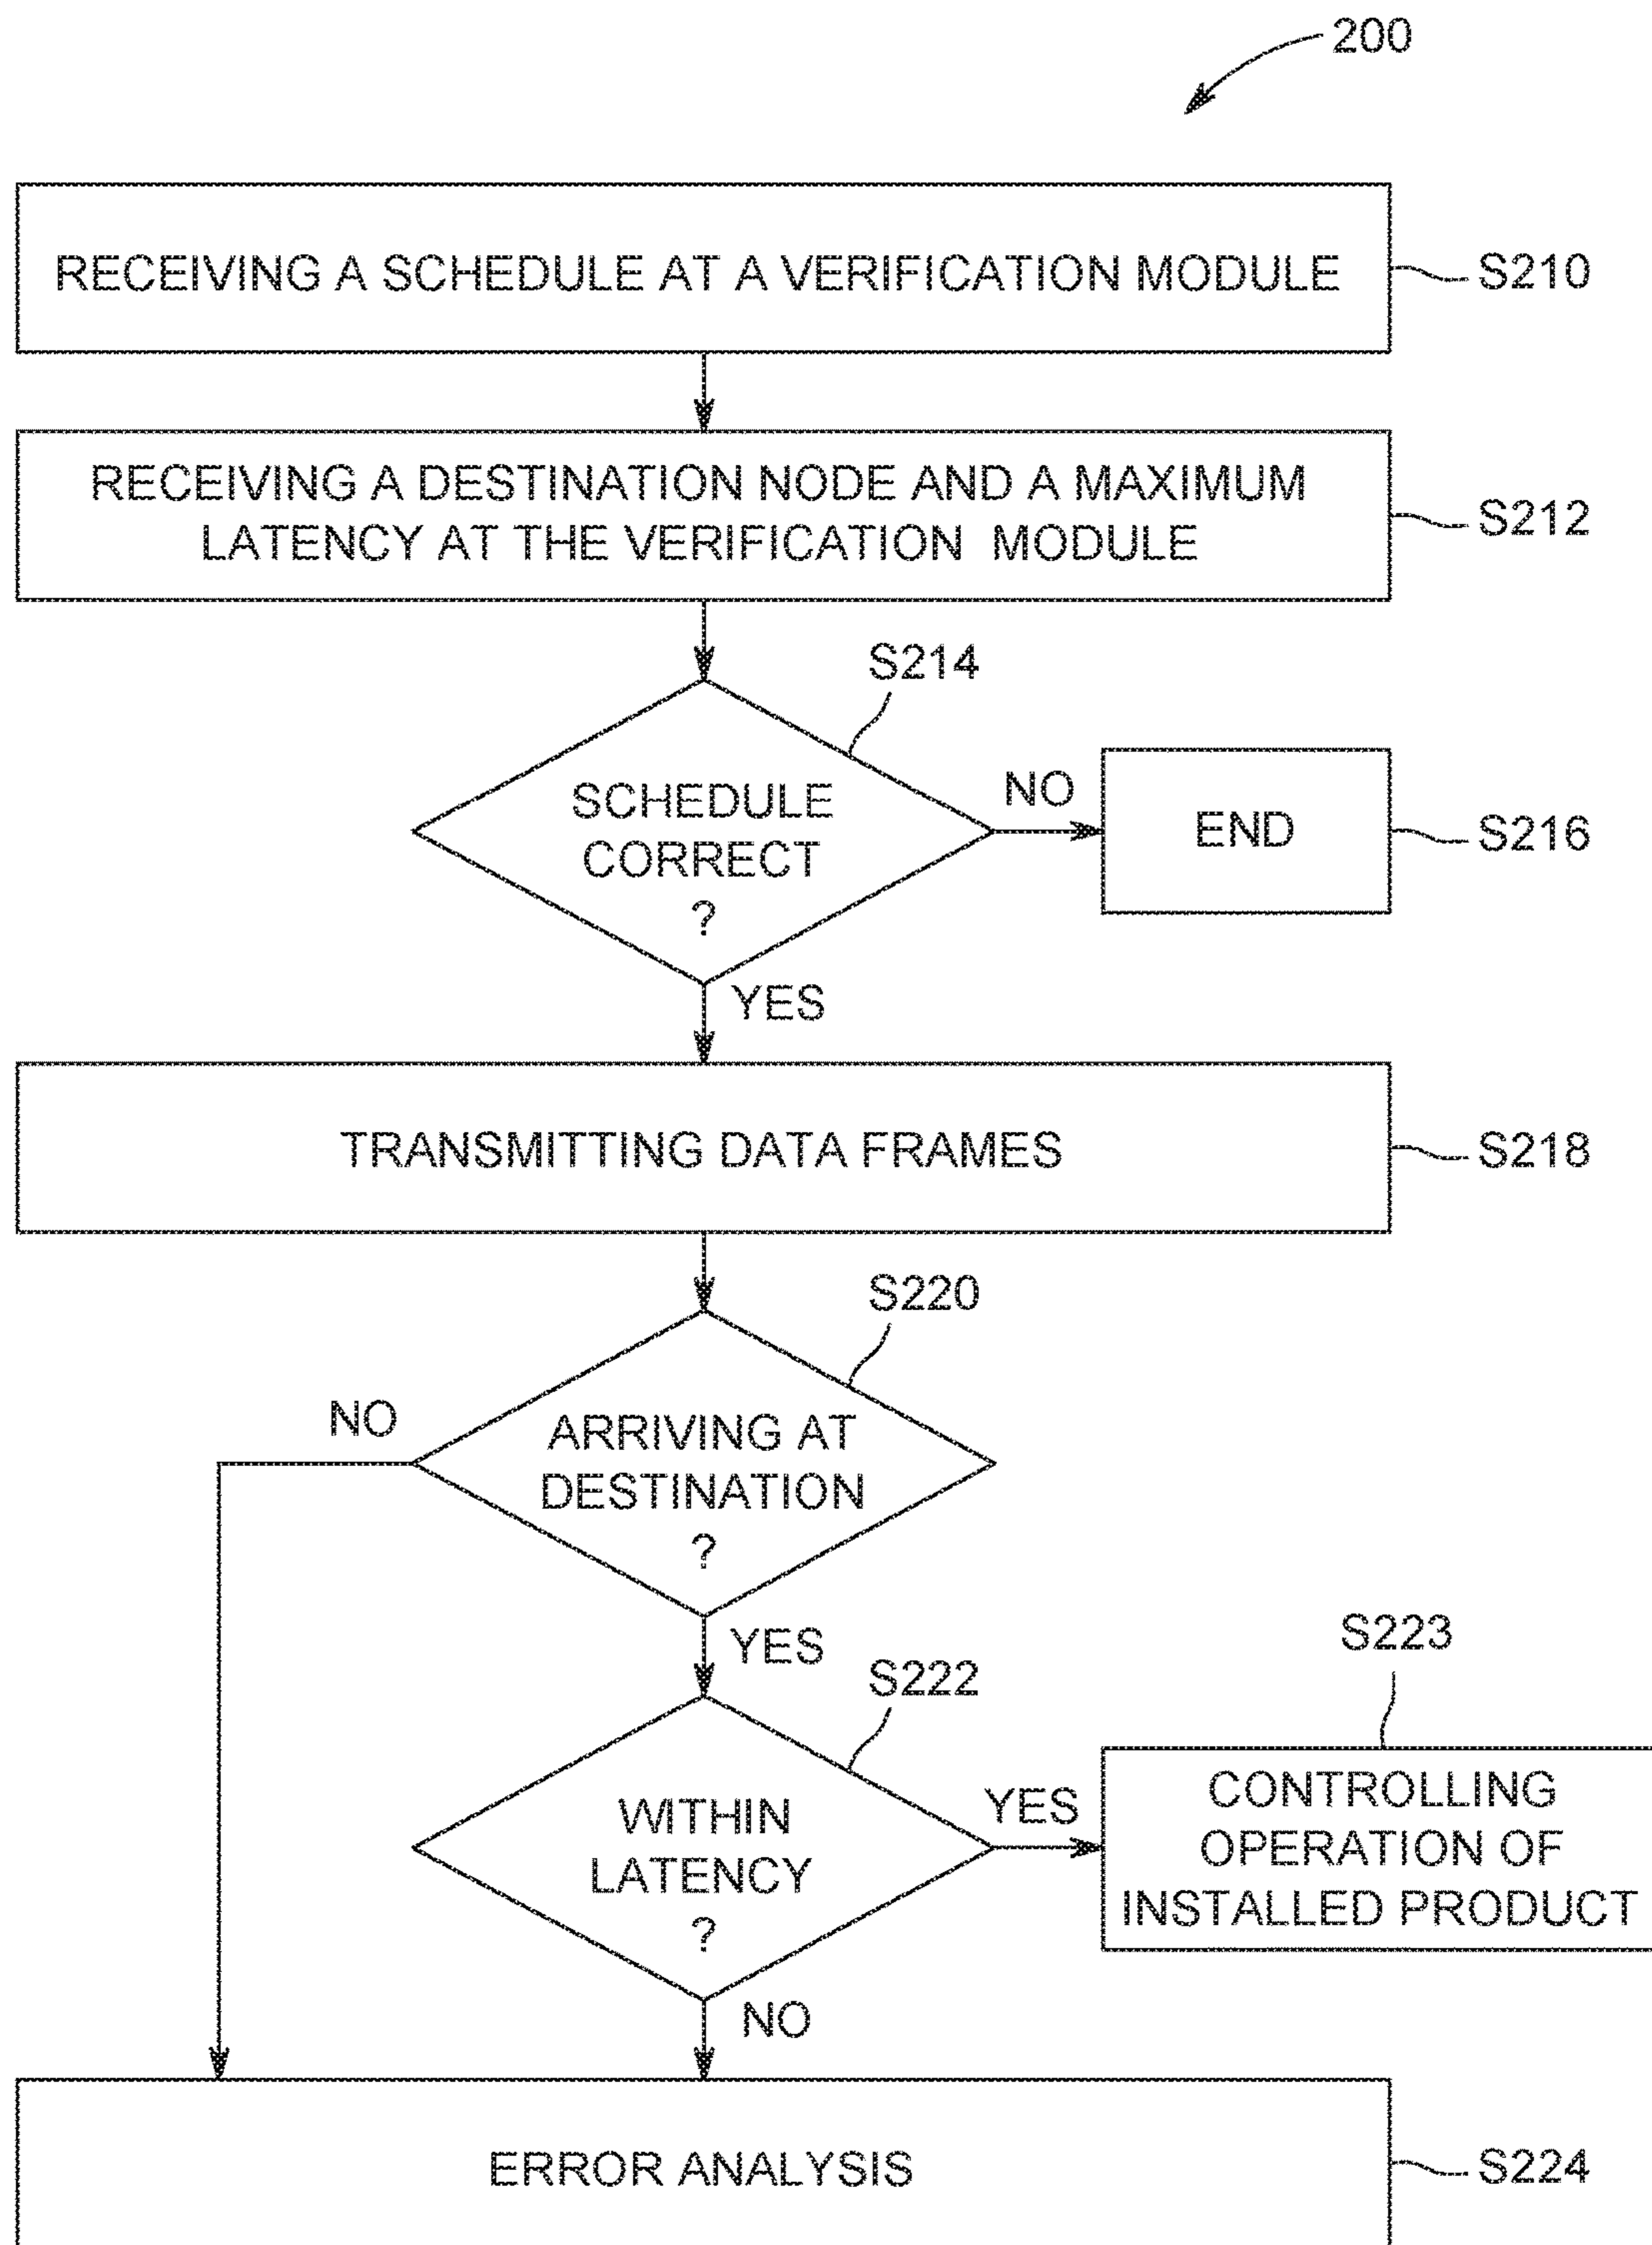 200
RECEIVING A SCHEDULE AT A VERIFICATION MODULE
S210
RECEIVING A DESTINATION NODE AND A MAXIMUM
LATENCY AT THE VERIFICATION MODULE
S212
S214
SCHEDULE
CORRECT
?
NO
END
S216
YES
TRANSMITTING DATA FRAMES
S218
S220
NO
ARRIVING AT
DESTINATION
?
YES
S222
S223
WITHIN
LATENCY
?
YES
CONTROLLING
OPERATION OF
INSTALLED PRODUCT
NO
ERROR ANALYSIS
S224